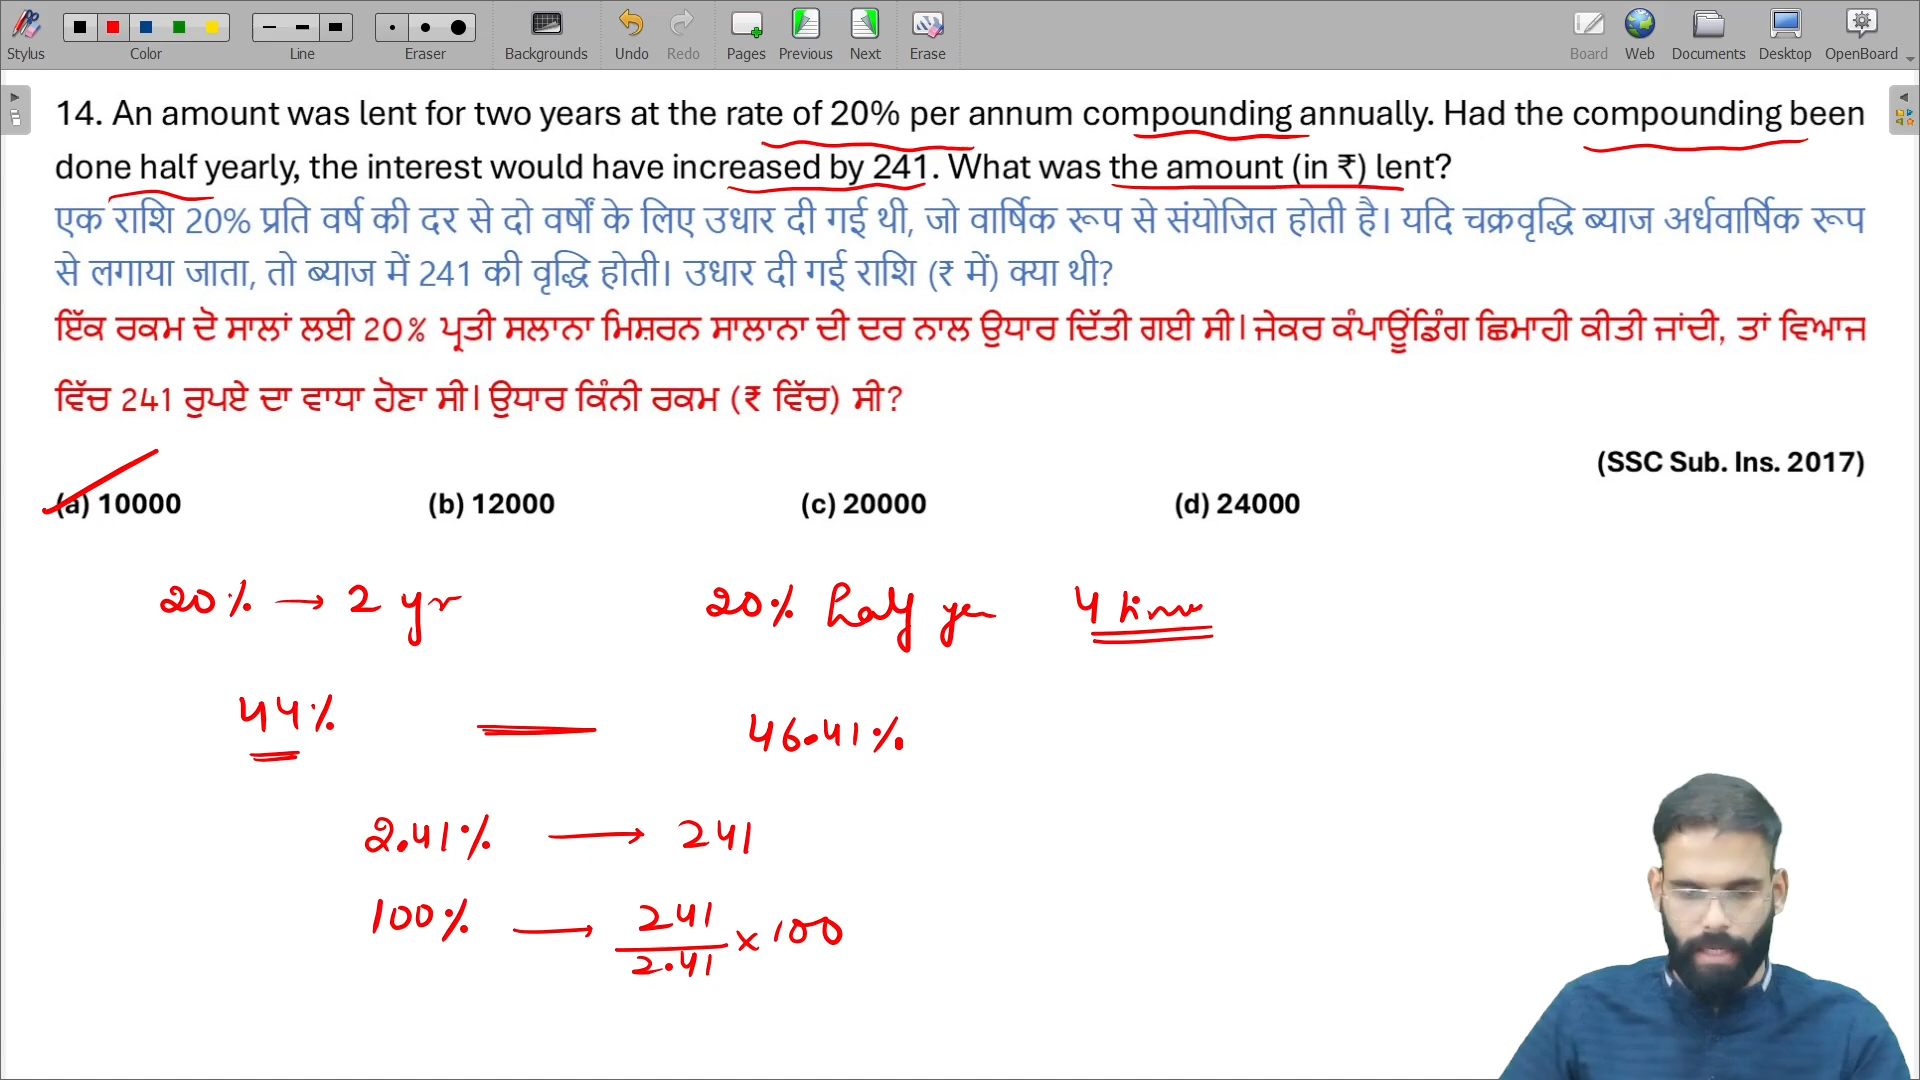 Stylus Color Line Eraser Backgrounds Undo Redo Pages Previous Next Erase Board Web Documents Desktop OpenBoard
14. An amount was lent for two years at the rate of 20% per annum compounding annually. Had the compounding been
done half yearly, the interest would have increased by 241. What was the amount (in ₹) lent?
एक राशि 20% प्रति वर्ष की दर से दो वर्षों के लिए उधार दी गई थी, जो वार्षिक रूप से संयोजित होती है। यदि चक्रवृद्धि ब्याज अर्धवार्षिक रूप
से लगाया जाता, तो ब्याज में 241 की वृद्धि होती। उधार दी गई राशि (₹ में) क्या थी?
ਇੱਕ ਰਕਮ ਦੋ ਸਾਲਾਂ ਲਈ 20% ਪ੍ਰਤੀ ਸਲਾਨਾ ਮਿਸ਼ਰਨ ਸਾਲਾਨਾ ਦੀ ਦਰ ਨਾਲ ਉਧਾਰ ਦਿੱਤੀ ਗਈ ਸੀ। ਜੇਕਰ ਕੰਪਾਊਂਡਿੰਗ ਛਿਮਾਹੀ ਕੀਤੀ ਜਾਂਦੀ, ਤਾਂ ਵਿਆਜ
ਵਿੱਚ 241 ਰੁਪਏ ਦਾ ਵਾਧਾ ਹੋਣਾ ਸੀ। ਉਧਾਰ ਕਿੰਨੀ ਰਕਮ (₹ ਵਿੱਚ) ਸੀ?
(SSC Sub. Ins. 2017)
(a) 10000 (b) 12000 (c) 20000 (d) 24000
20% → 2 yr 20% half year 4 time
44% — 46.41%
2.41% → 241
100% → 241/2.41 × 100